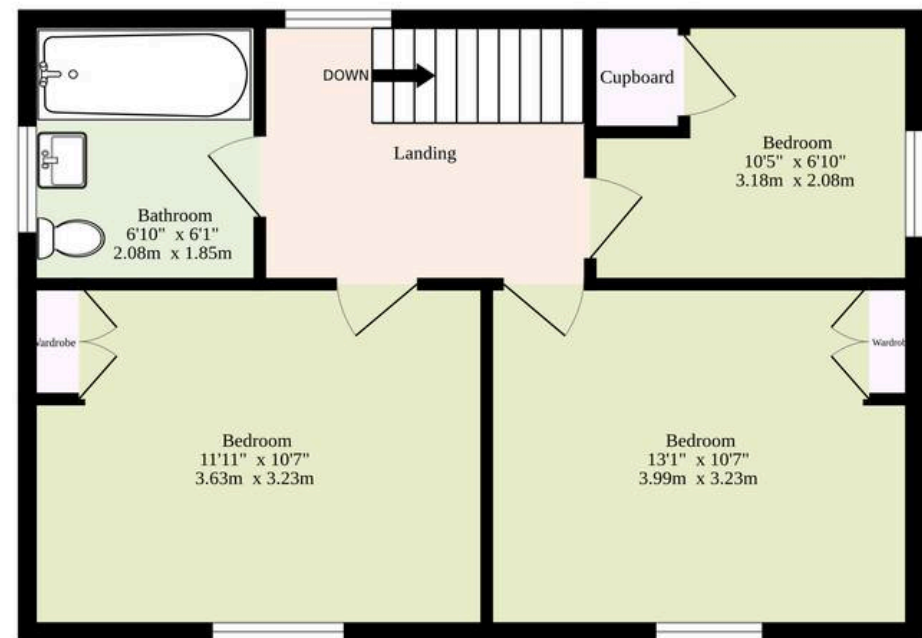 DOWN
Landing
Cupboard
Bedroom
10'5" x 6'10"
3.18m x 2.08m
Bathroom
6'10" x 6'1"
2.08m x 1.85m
Wardrobe
Wardrob
Bedroom
11'11" x 10'7"
3.63m x 3.23m
Bedroom
13'1" x 10'7"
3.99m x 3.23m